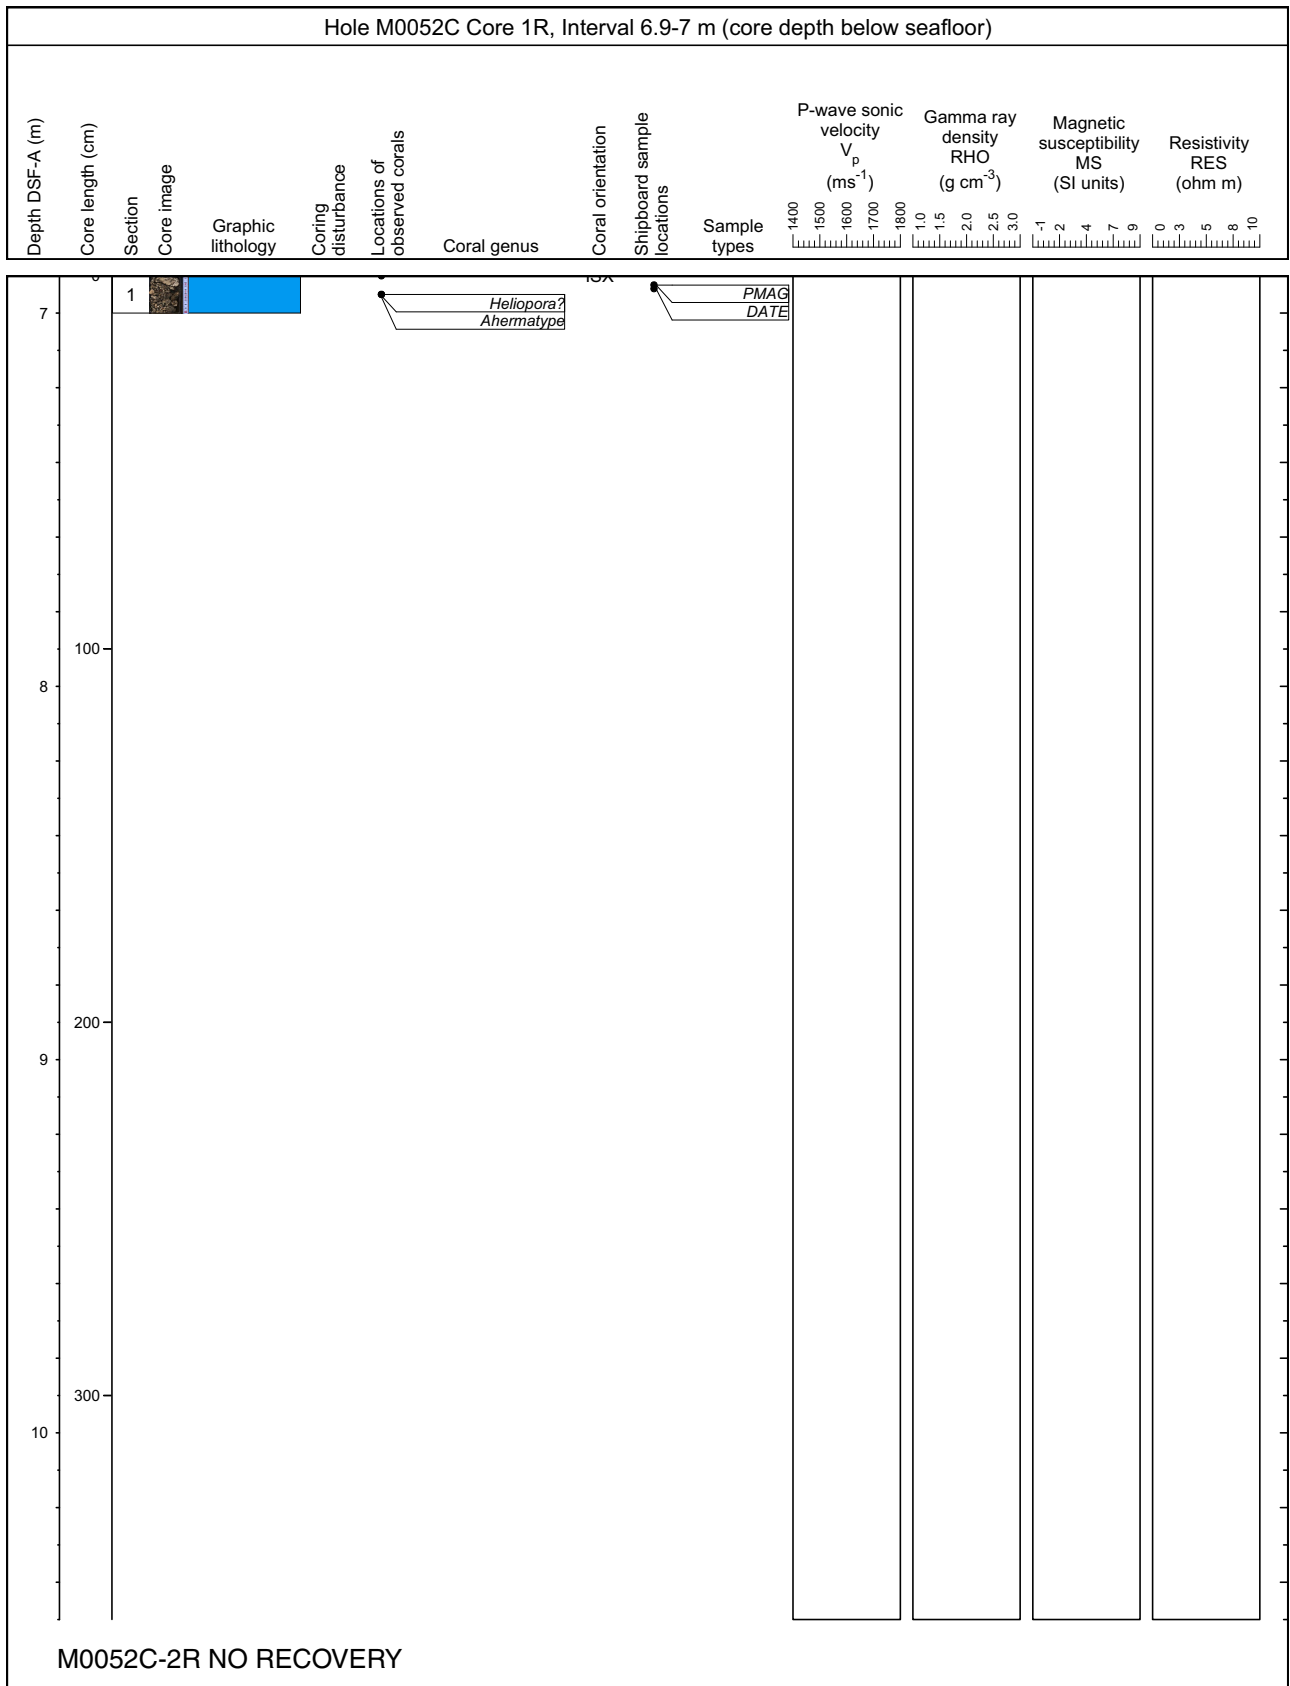 Hole M0052C Core 1R, Interval 6.9-7 m (core depth below seafloor)
Depth DSF-A (m)
Core length (cm)
Section
Core image
Graphic
lithology
Coring
disturbance
Locations of
observed corals
Coral genus
Coral orientation
Shipboard sample
locations
Sample
types
P-wave sonic
velocity
Vp
(ms-1)
1400 1500 1600 1700 1800
Gamma ray
density
RHO
(g cm-3)
1.0 1.5 2.0 2.5 3.0
Magnetic
susceptibility
MS
(SI units)
-1 2 4 7 9
Resistivity
RES
(ohm m)
0 3 5 8 10
1
Heliopora?
Ahermatype
PMAG
DATE
7
100
8
200
9
300
10
M0052C-2R NO RECOVERY